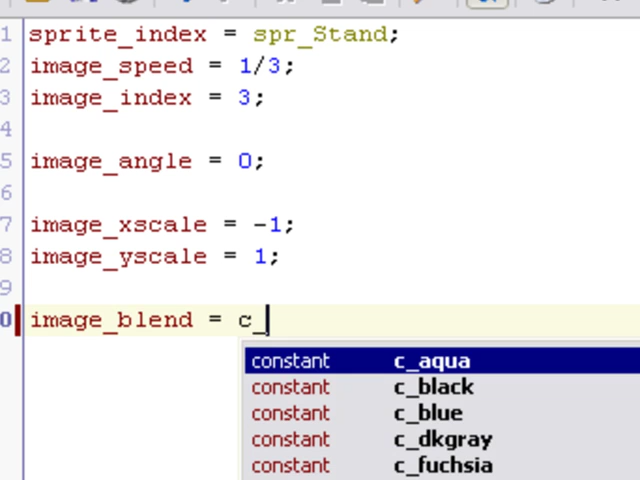 1 sprite_index = spr_Stand;
2 image_speed = 1/3;
3 image_index = 3;
4
5 image_angle = 0;
6
7 image_xscale = -1;
8 image_yscale = 1;
9
0 image_blend = c_
constant c_aqua
constant c_black
constant c_blue
constant c_dkgray
constant c_fuchsia